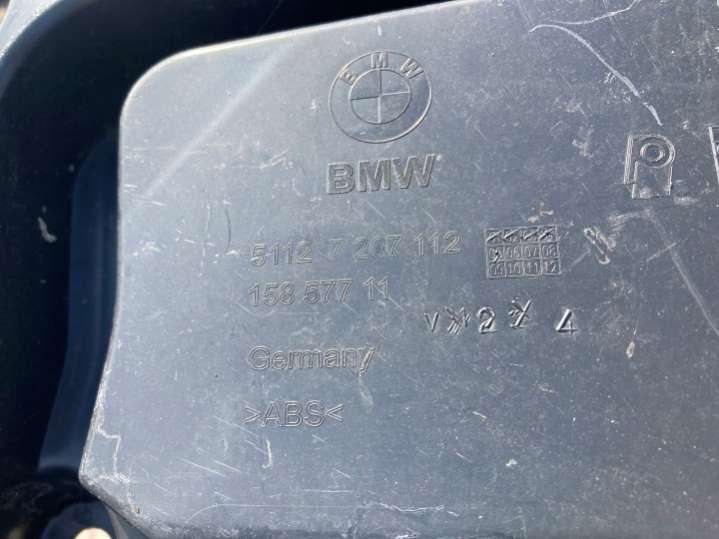 BMW
BMW
5112 7 207 112
158 577 11
Germany
>ABS<